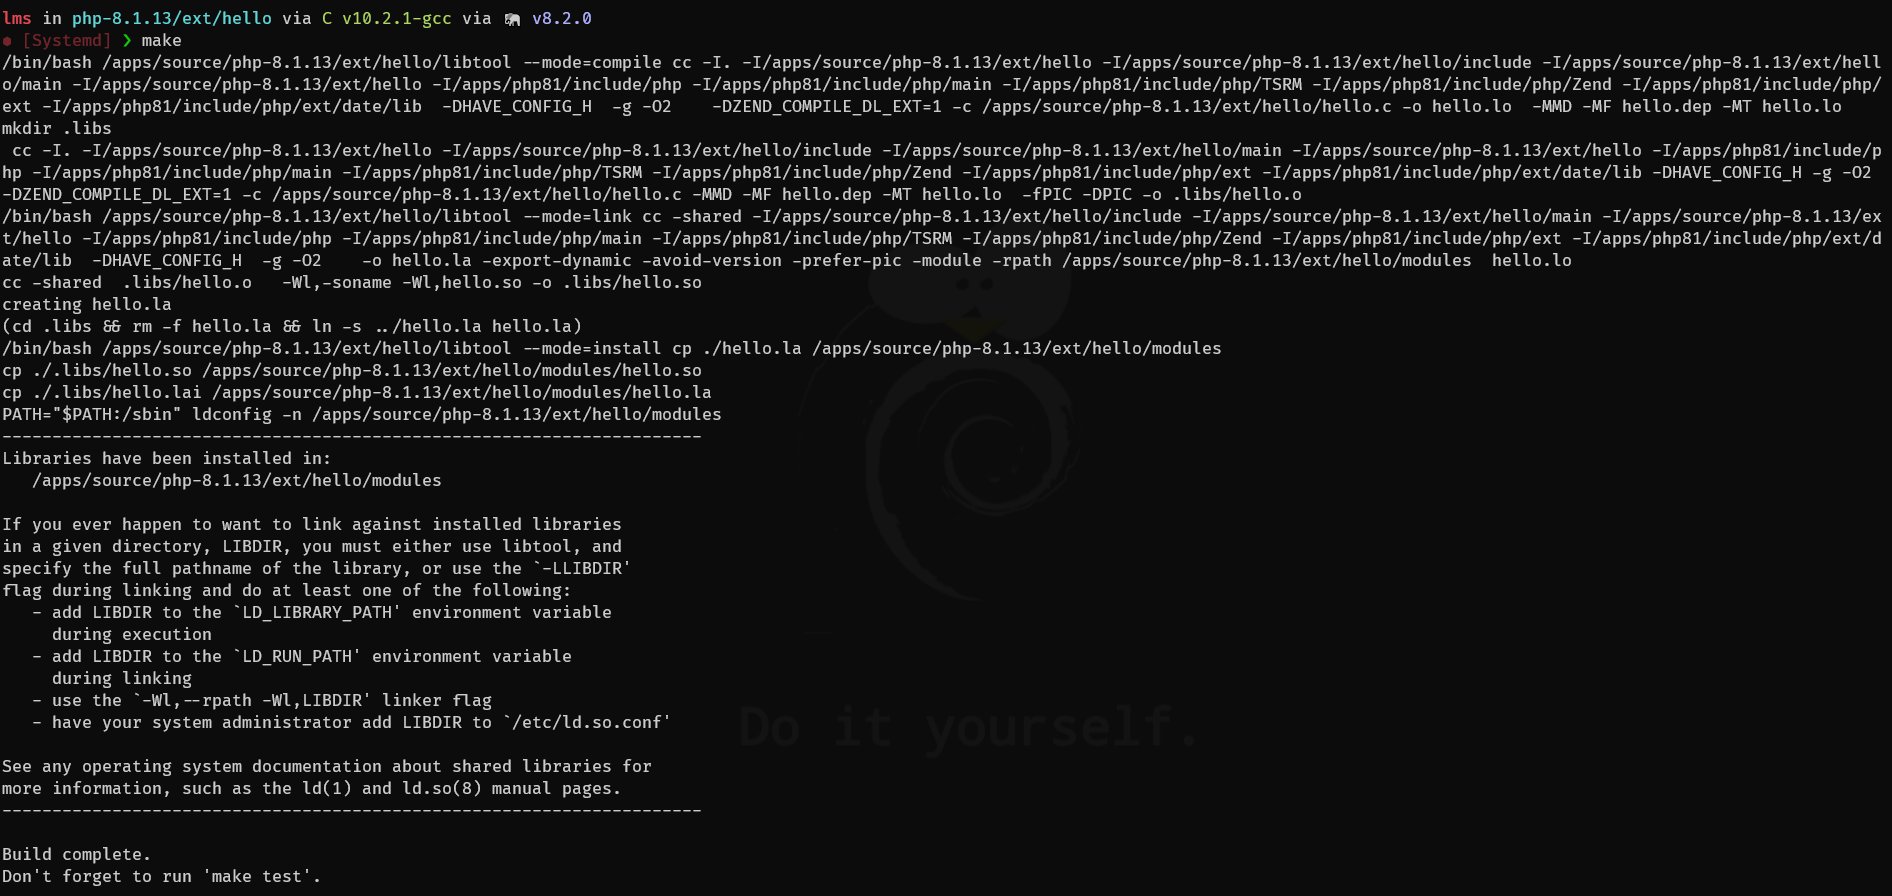 lms in php-8.1.13/ext/hello via C v10.2.1-gcc via 🐘 v8.2.0
● [Systemd] ❯ make
/bin/bash /apps/source/php-8.1.13/ext/hello/libtool --mode=compile cc -I. -I/apps/source/php-8.1.13/ext/hello -I/apps/source/php-8.1.13/ext/hello/include -I/apps/source/php-8.1.13/ext/hell
o/main -I/apps/source/php-8.1.13/ext/hello -I/apps/php81/include/php -I/apps/php81/include/php/main -I/apps/php81/include/php/TSRM -I/apps/php81/include/php/Zend -I/apps/php81/include/php/
ext -I/apps/php81/include/php/ext/date/lib  -DHAVE_CONFIG_H  -g -O2    -DZEND_COMPILE_DL_EXT=1 -c /apps/source/php-8.1.13/ext/hello/hello.c -o hello.lo  -MMD -MF hello.dep -MT hello.lo
mkdir .libs
 cc -I. -I/apps/source/php-8.1.13/ext/hello -I/apps/source/php-8.1.13/ext/hello/include -I/apps/source/php-8.1.13/ext/hello/main -I/apps/source/php-8.1.13/ext/hello -I/apps/php81/include/p
hp -I/apps/php81/include/php/main -I/apps/php81/include/php/TSRM -I/apps/php81/include/php/Zend -I/apps/php81/include/php/ext -I/apps/php81/include/php/ext/date/lib -DHAVE_CONFIG_H -g -O2
-DZEND_COMPILE_DL_EXT=1 -c /apps/source/php-8.1.13/ext/hello/hello.c -MMD -MF hello.dep -MT hello.lo  -fPIC -DPIC -o .libs/hello.o
/bin/bash /apps/source/php-8.1.13/ext/hello/libtool --mode=link cc -shared -I/apps/source/php-8.1.13/ext/hello/include -I/apps/source/php-8.1.13/ext/hello/main -I/apps/source/php-8.1.13/ex
t/hello -I/apps/php81/include/php -I/apps/php81/include/php/main -I/apps/php81/include/php/TSRM -I/apps/php81/include/php/Zend -I/apps/php81/include/php/ext -I/apps/php81/include/php/ext/d
ate/lib  -DHAVE_CONFIG_H  -g -O2    -o hello.la -export-dynamic -avoid-version -prefer-pic -module -rpath /apps/source/php-8.1.13/ext/hello/modules  hello.lo
cc -shared  .libs/hello.o   -Wl,-soname -Wl,hello.so -o .libs/hello.so
creating hello.la
(cd .libs && rm -f hello.la && ln -s ../hello.la hello.la)
/bin/bash /apps/source/php-8.1.13/ext/hello/libtool --mode=install cp ./hello.la /apps/source/php-8.1.13/ext/hello/modules
cp ./.libs/hello.so /apps/source/php-8.1.13/ext/hello/modules/hello.so
cp ./.libs/hello.lai /apps/source/php-8.1.13/ext/hello/modules/hello.la
PATH="$PATH:/sbin" ldconfig -n /apps/source/php-8.1.13/ext/hello/modules
----------------------------------------------------------------------
Libraries have been installed in:
   /apps/source/php-8.1.13/ext/hello/modules

If you ever happen to want to link against installed libraries
in a given directory, LIBDIR, you must either use libtool, and
specify the full pathname of the library, or use the `-LLIBDIR'
flag during linking and do at least one of the following:
   - add LIBDIR to the `LD_LIBRARY_PATH' environment variable
     during execution
   - add LIBDIR to the `LD_RUN_PATH' environment variable
     during linking
   - use the `-Wl,--rpath -Wl,LIBDIR' linker flag
   - have your system administrator add LIBDIR to `/etc/ld.so.conf'
Do it yourself.

See any operating system documentation about shared libraries for
more information, such as the ld(1) and ld.so(8) manual pages.
----------------------------------------------------------------------

Build complete.
Don't forget to run 'make test'.